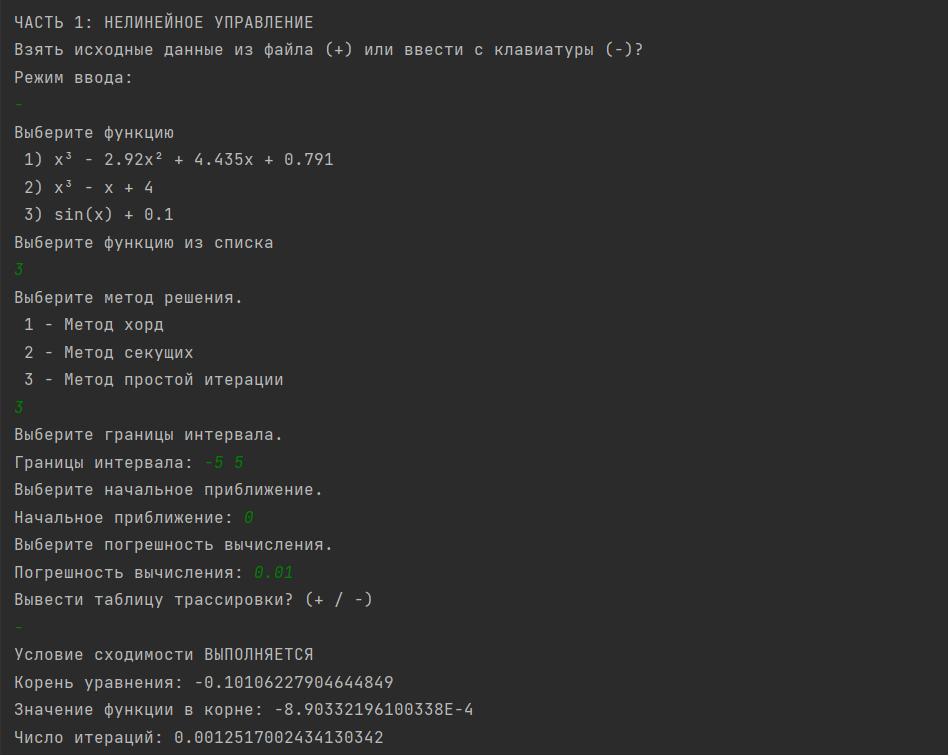 ЧАСТЬ 1: НЕЛИНЕЙНОЕ УПРАВЛЕНИЕ
Взять исходные данные из файла (+) или ввести с клавиатуры (-)?
Режим ввода:
-
Выберите функцию
1) x³ - 2.92x² + 4.435x + 0.791
2) x³ - x + 4
3) sin(x) + 0.1
Выберите функцию из списка
3
Выберите метод решения.
1 - Метод хорд
2 - Метод секущих
3 - Метод простой итерации
3
Выберите границы интервала.
Границы интервала: -5 5
Выберите начальное приближение.
Начальное приближение: 0
Выберите погрешность вычисления.
Погрешность вычисления: 0.01
Вывести таблицу трассировки? (+ / -)
-
Условие сходимости ВЫПОЛНЯЕТСЯ
Корень уравнения: -0.10106227904644849
Значение функции в корне: -8.90332196100338E-4
Число итераций: 0.0012517002434130342